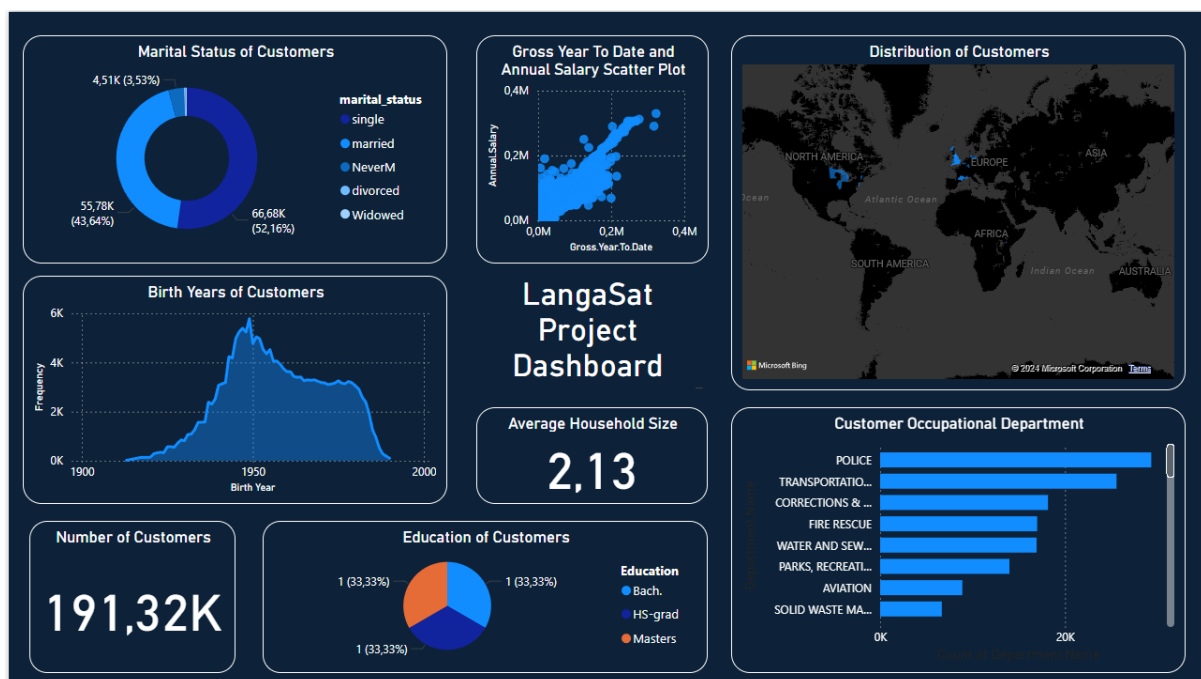 Marital Status of Customers
4,51K (3,53%)
55,78K
(43,64%)
66,68K
(52,16%)
marital_status
single
married
NeverM
divorced
Widowed
Gross Year To Date and
Annual Salary Scatter Plot
Annual.Salary
0,4M
0,2M
0,0M
0,0M
0,2M
0,4M
Gross.Year.To.Date
Distribution of Customers
NORTH AMERICA
EUROPE
ASIA
Ocean
Atlantic Ocean
AFRICA
SOUTH AMERICA
Indian Ocean
AUSTRALIA
Microsoft Bing
© 2024 Microsoft Corporation Terms
Birth Years of Customers
Frequency
6K
4K
2K
0K
1900
1950
2000
Birth Year
LangaSat
Project
Dashboard
Average Household Size
2,13
Customer Occupational Department
POLICE
TRANSPORTATIO...
CORRECTIONS & ...
FIRE RESCUE
WATER AND SEW...
PARKS, RECREATI...
AVIATION
SOLID WASTE MA...
0K
20K
Number of Customers
191,32K
Education of Customers
1 (33,33%)
1 (33,33%)
1 (33,33%)
Education
Bach.
HS-grad
Masters